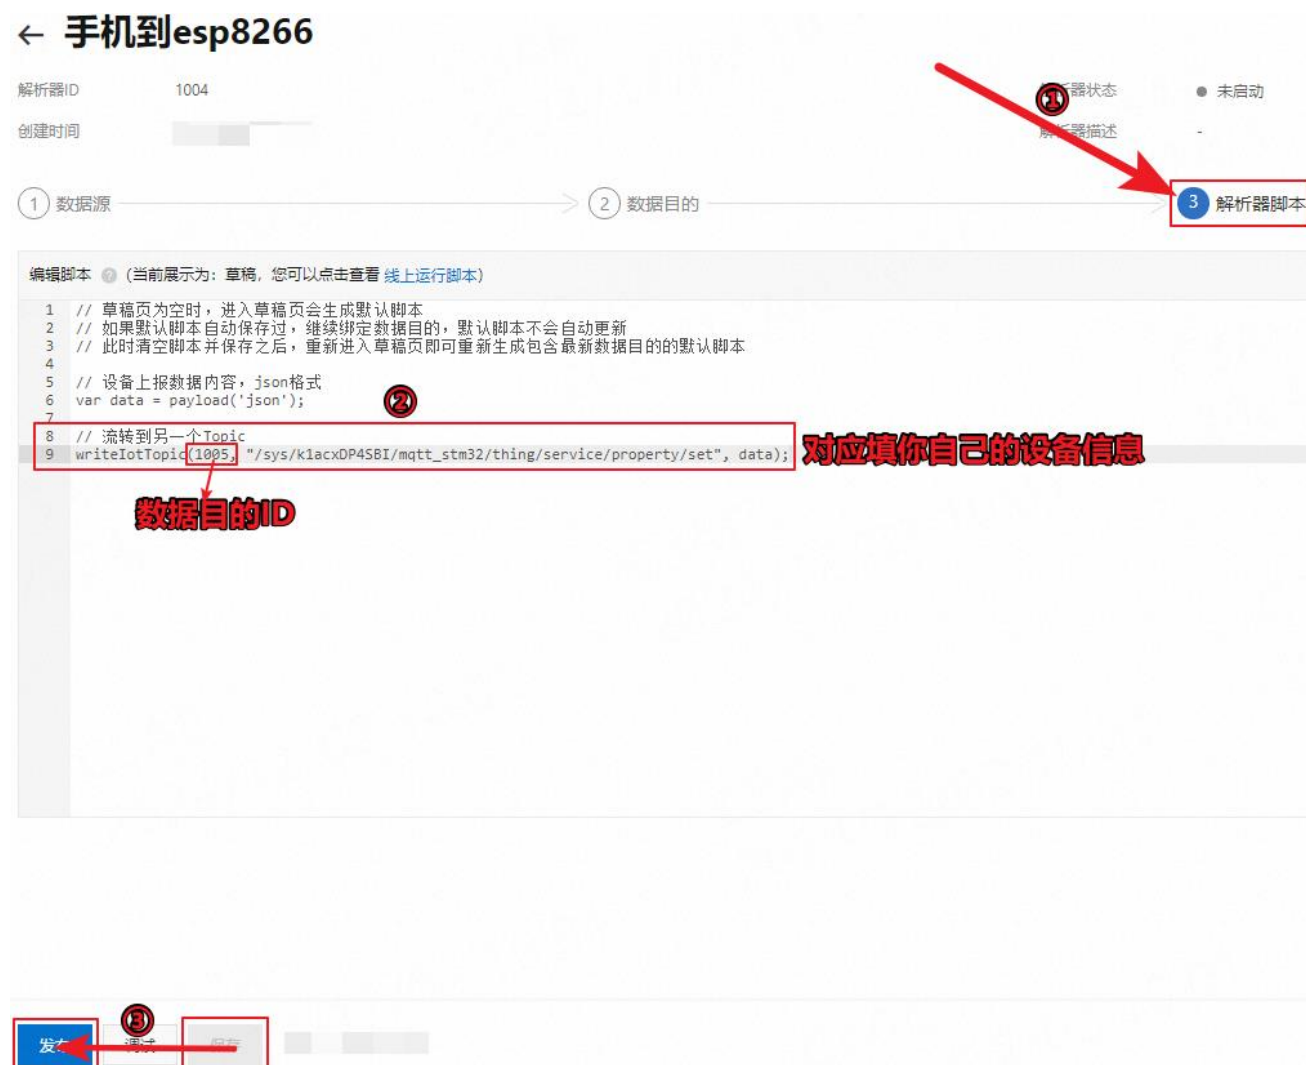 ← 手机到esp8266
解析器ID 1004
器状态 未启动
创建时间
解析器描述 -
①
1 数据源
2 数据目的
3 解析器脚本
编辑脚本 (当前展示为：草稿，您可以点击查看 线上运行脚本)
1 // 草稿页为空时，进入草稿页会生成默认脚本
2 // 如果默认脚本自动保存过，继续绑定数据目的，默认脚本不会自动更新
3 // 此时清空脚本并保存之后，重新进入草稿页即可重新生成包含最新数据目的的默认脚本
4
5 // 设备上报数据内容，json格式
6 var data = payload('json');
②
7
8 // 流转到另一个Topic
9 writeIotTopic(1005, "/sys/k1acxDP4SBI/mqtt_stm32/thing/service/property/set", data);
对应填你自己的设备信息
数据目的ID
③
发布 调试 保存